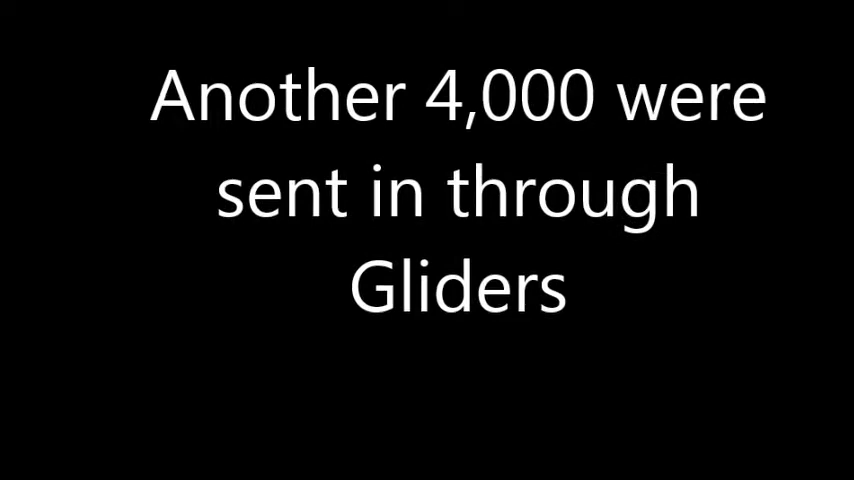 Another 4,000 were
sent in through
Gliders